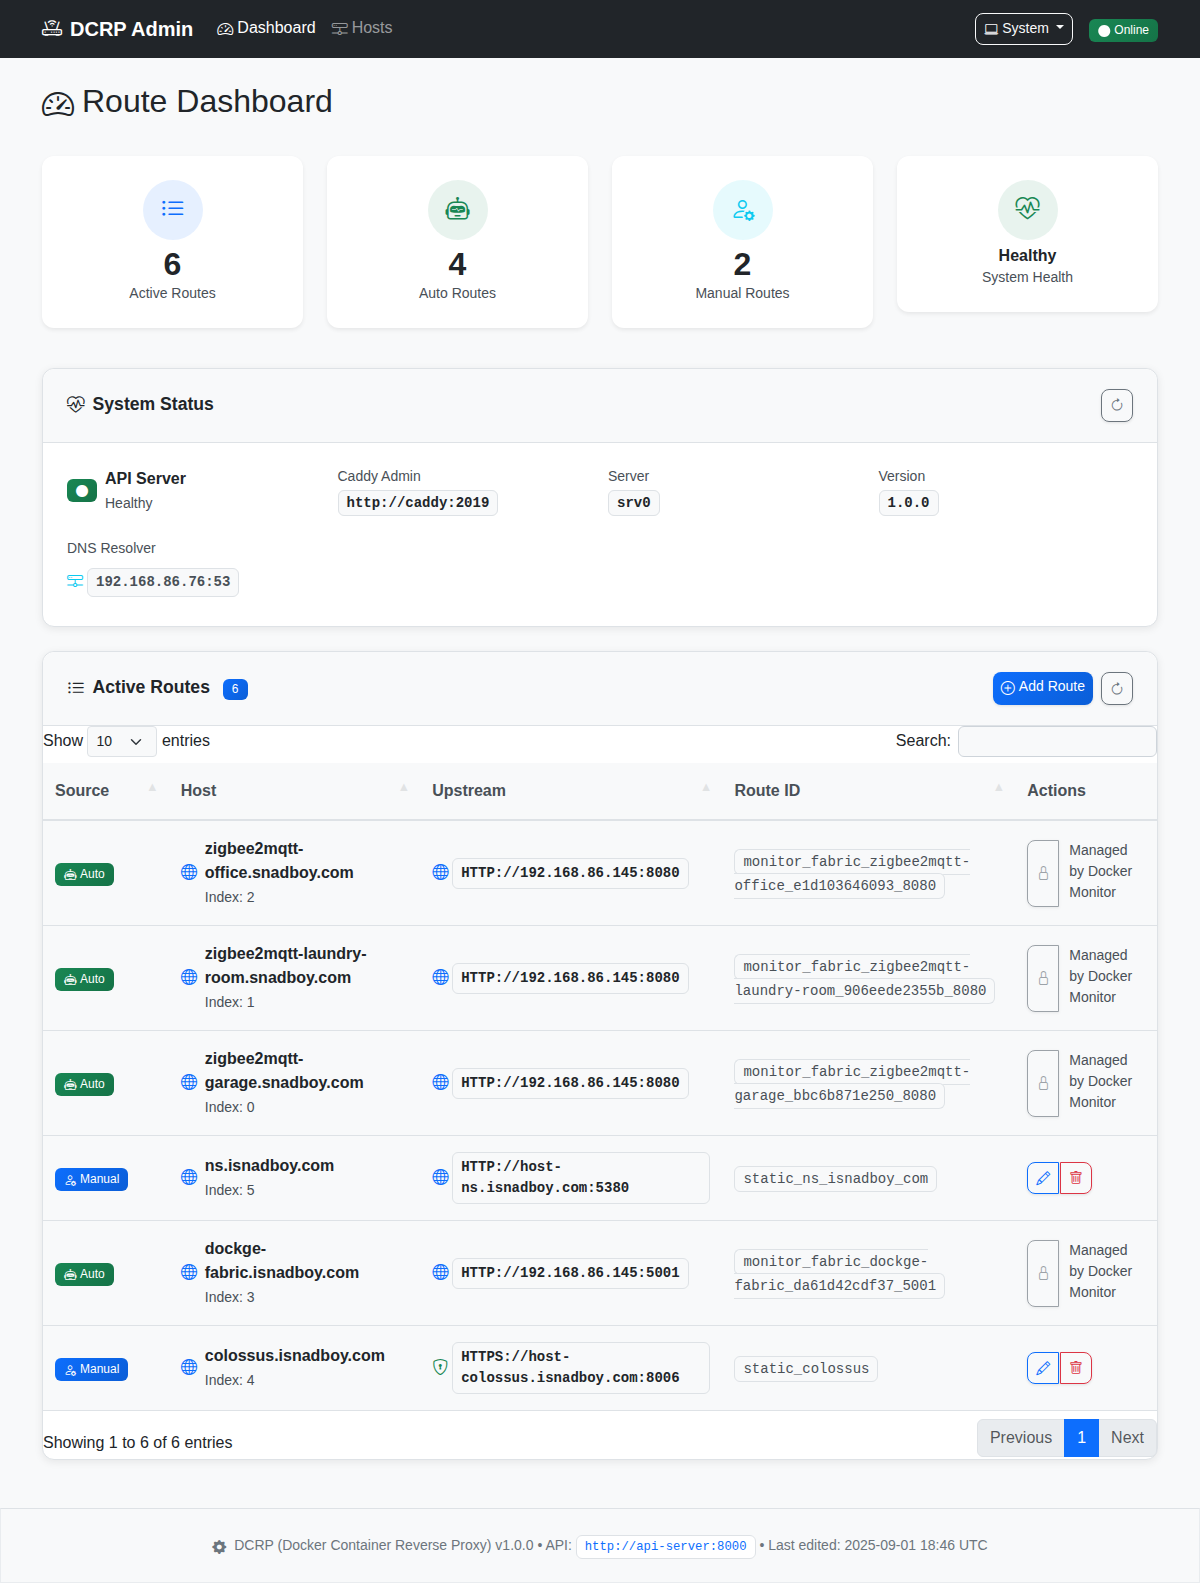 DCRP Admin Dashboard Hosts System Online
Route Dashboard
6
Active Routes
4
Auto Routes
2
Manual Routes
Healthy
System Health
System Status
API Server
Healthy
Caddy Admin
http://caddy:2019
Server
srv0
Version
1.0.0
DNS Resolver
192.168.86.76:53
Active Routes 6
Add Route
Show 10 entries
Search:
Source Host Upstream Route ID Actions
Auto
zigbee2mqtt-
office.snadboy.com
Index: 2
HTTP://192.168.86.145:8080
monitor_fabric_zigbee2mqtt-
office_e1d103646093_8080
Managed
by Docker
Monitor
Auto
zigbee2mqtt-laundry-
room.snadboy.com
Index: 1
HTTP://192.168.86.145:8080
monitor_fabric_zigbee2mqtt-
laundry-room_906eede2355b_8080
Managed
by Docker
Monitor
Auto
zigbee2mqtt-
garage.snadboy.com
Index: 0
HTTP://192.168.86.145:8080
monitor_fabric_zigbee2mqtt-
garage_bbc6b871e250_8080
Managed
by Docker
Monitor
Manual
ns.isnadboy.com
Index: 5
HTTP://host-
ns.isnadboy.com:5380
static_ns_isnadboy_com
Auto
dockge-
fabric.isnadboy.com
Index: 3
HTTP://192.168.86.145:5001
monitor_fabric_dockge-
fabric_da61d42cdf37_5001
Managed
by Docker
Monitor
Manual
colossus.isnadboy.com
Index: 4
HTTPS://host-
colossus.isnadboy.com:8006
static_colossus
Showing 1 to 6 of 6 entries
Previous 1 Next
DCRP (Docker Container Reverse Proxy) v1.0.0 • API: http://api-server:8000 • Last edited: 2025-09-01 18:46 UTC